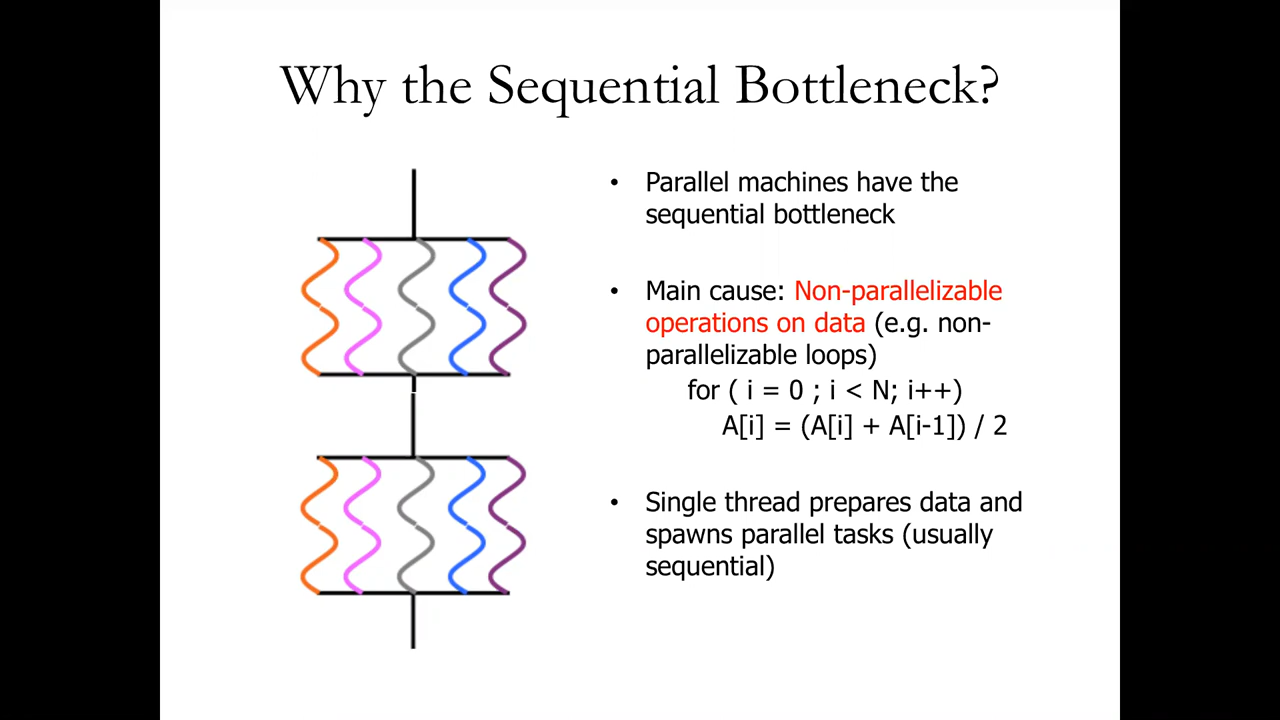 Why the Sequential Bottleneck?
• Parallel machines have the
sequential bottleneck
• Main cause: Non-parallelizable
operations on data (e.g. non-
parallelizable loops)
for ( i = 0 ; i < N; i++)
A[i] = (A[i] + A[i-1]) / 2
• Single thread prepares data and
spawns parallel tasks (usually
sequential)